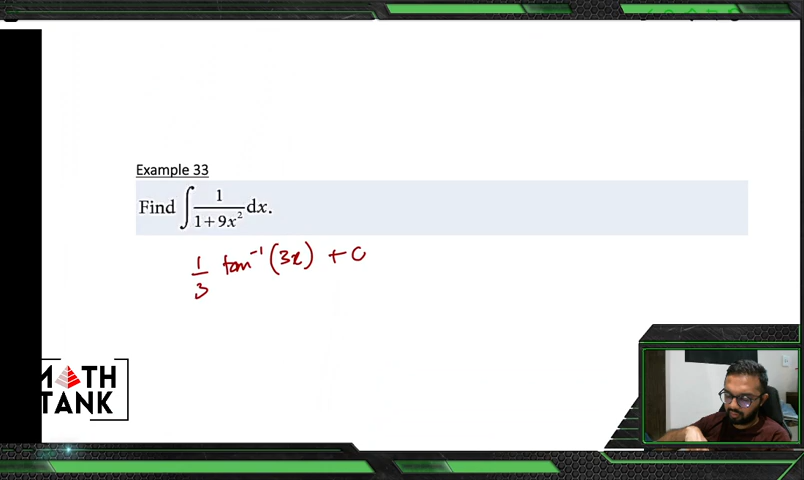 Example 33
Find ∫ 1/(1+9x²) dx.
1/3 tan⁻¹(3x) + C
MATH
TANK